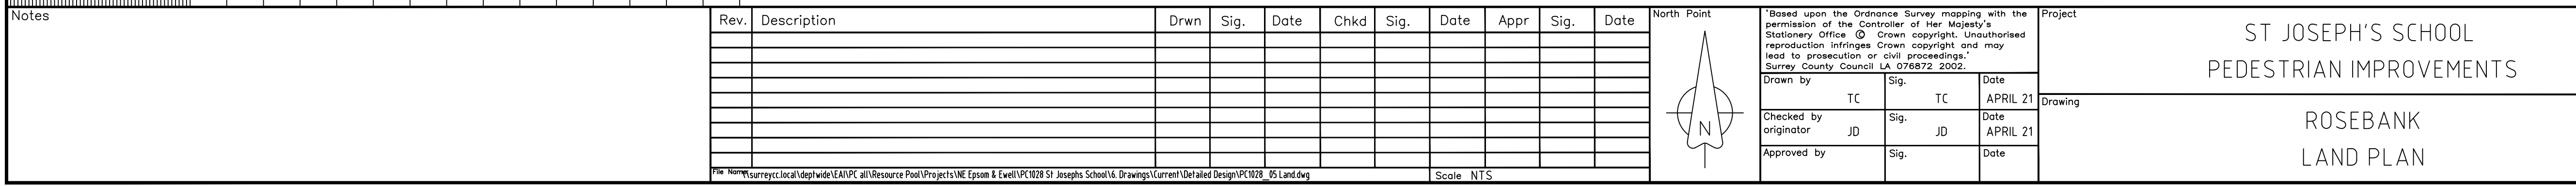 Notes
Rev. Description Drwn Sig. Date Chkd Sig. Date Appr Sig. Date
File Name \\surreycc.local\deptwide\EAI\PC all\Resource Pool\Projects\NE Epsom & Ewell\PC1028 St Josephs School\6. Drawings\Current\Detailed Design\PC1028_05 Land.dwg
Scale NTS
North Point
N
'Based upon the Ordnance Survey mapping with the
permission of the Controller of Her Majesty's
Stationery Office © Crown copyright. Unauthorised
reproduction infringes Crown copyright and may
lead to prosecution or civil proceedings.'
Surrey County Council LA 076872 2002.
Drawn by Sig. Date
TC TC APRIL 21
Checked by Sig. Date
originator JD JD APRIL 21
Approved by Sig. Date
Project
ST JOSEPH'S SCHOOL
PEDESTRIAN IMPROVEMENTS
Drawing
ROSEBANK
LAND PLAN